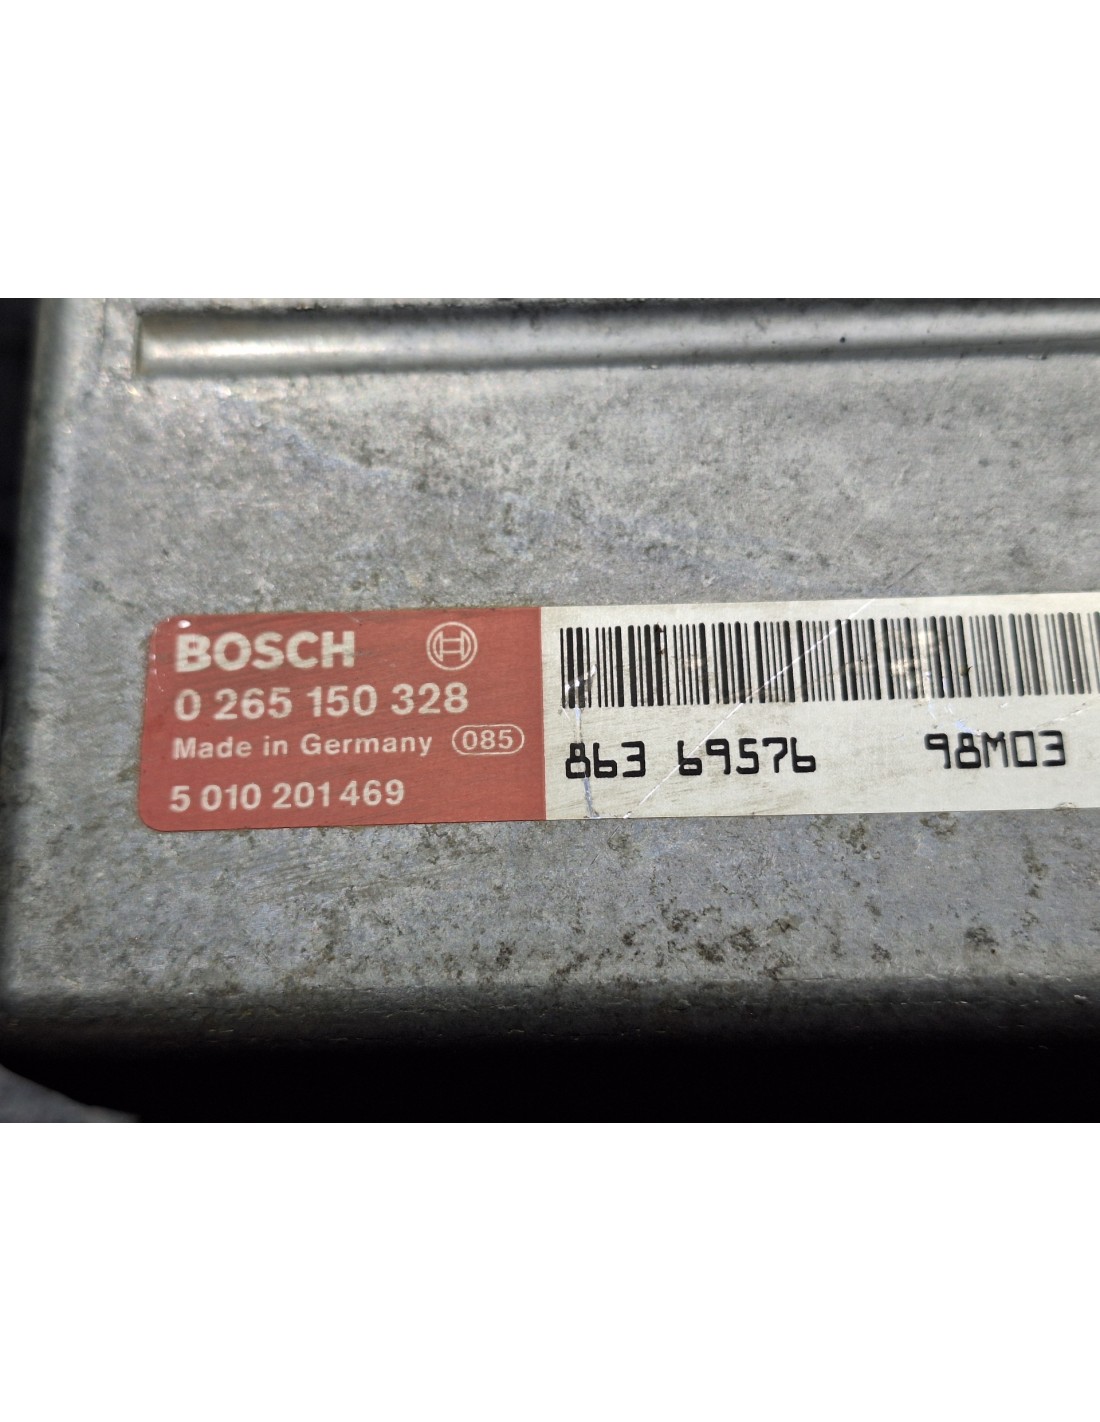 BOSCH
0 265 150 328
Made in Germany 085
5 010 201 469
863 69576 98M03